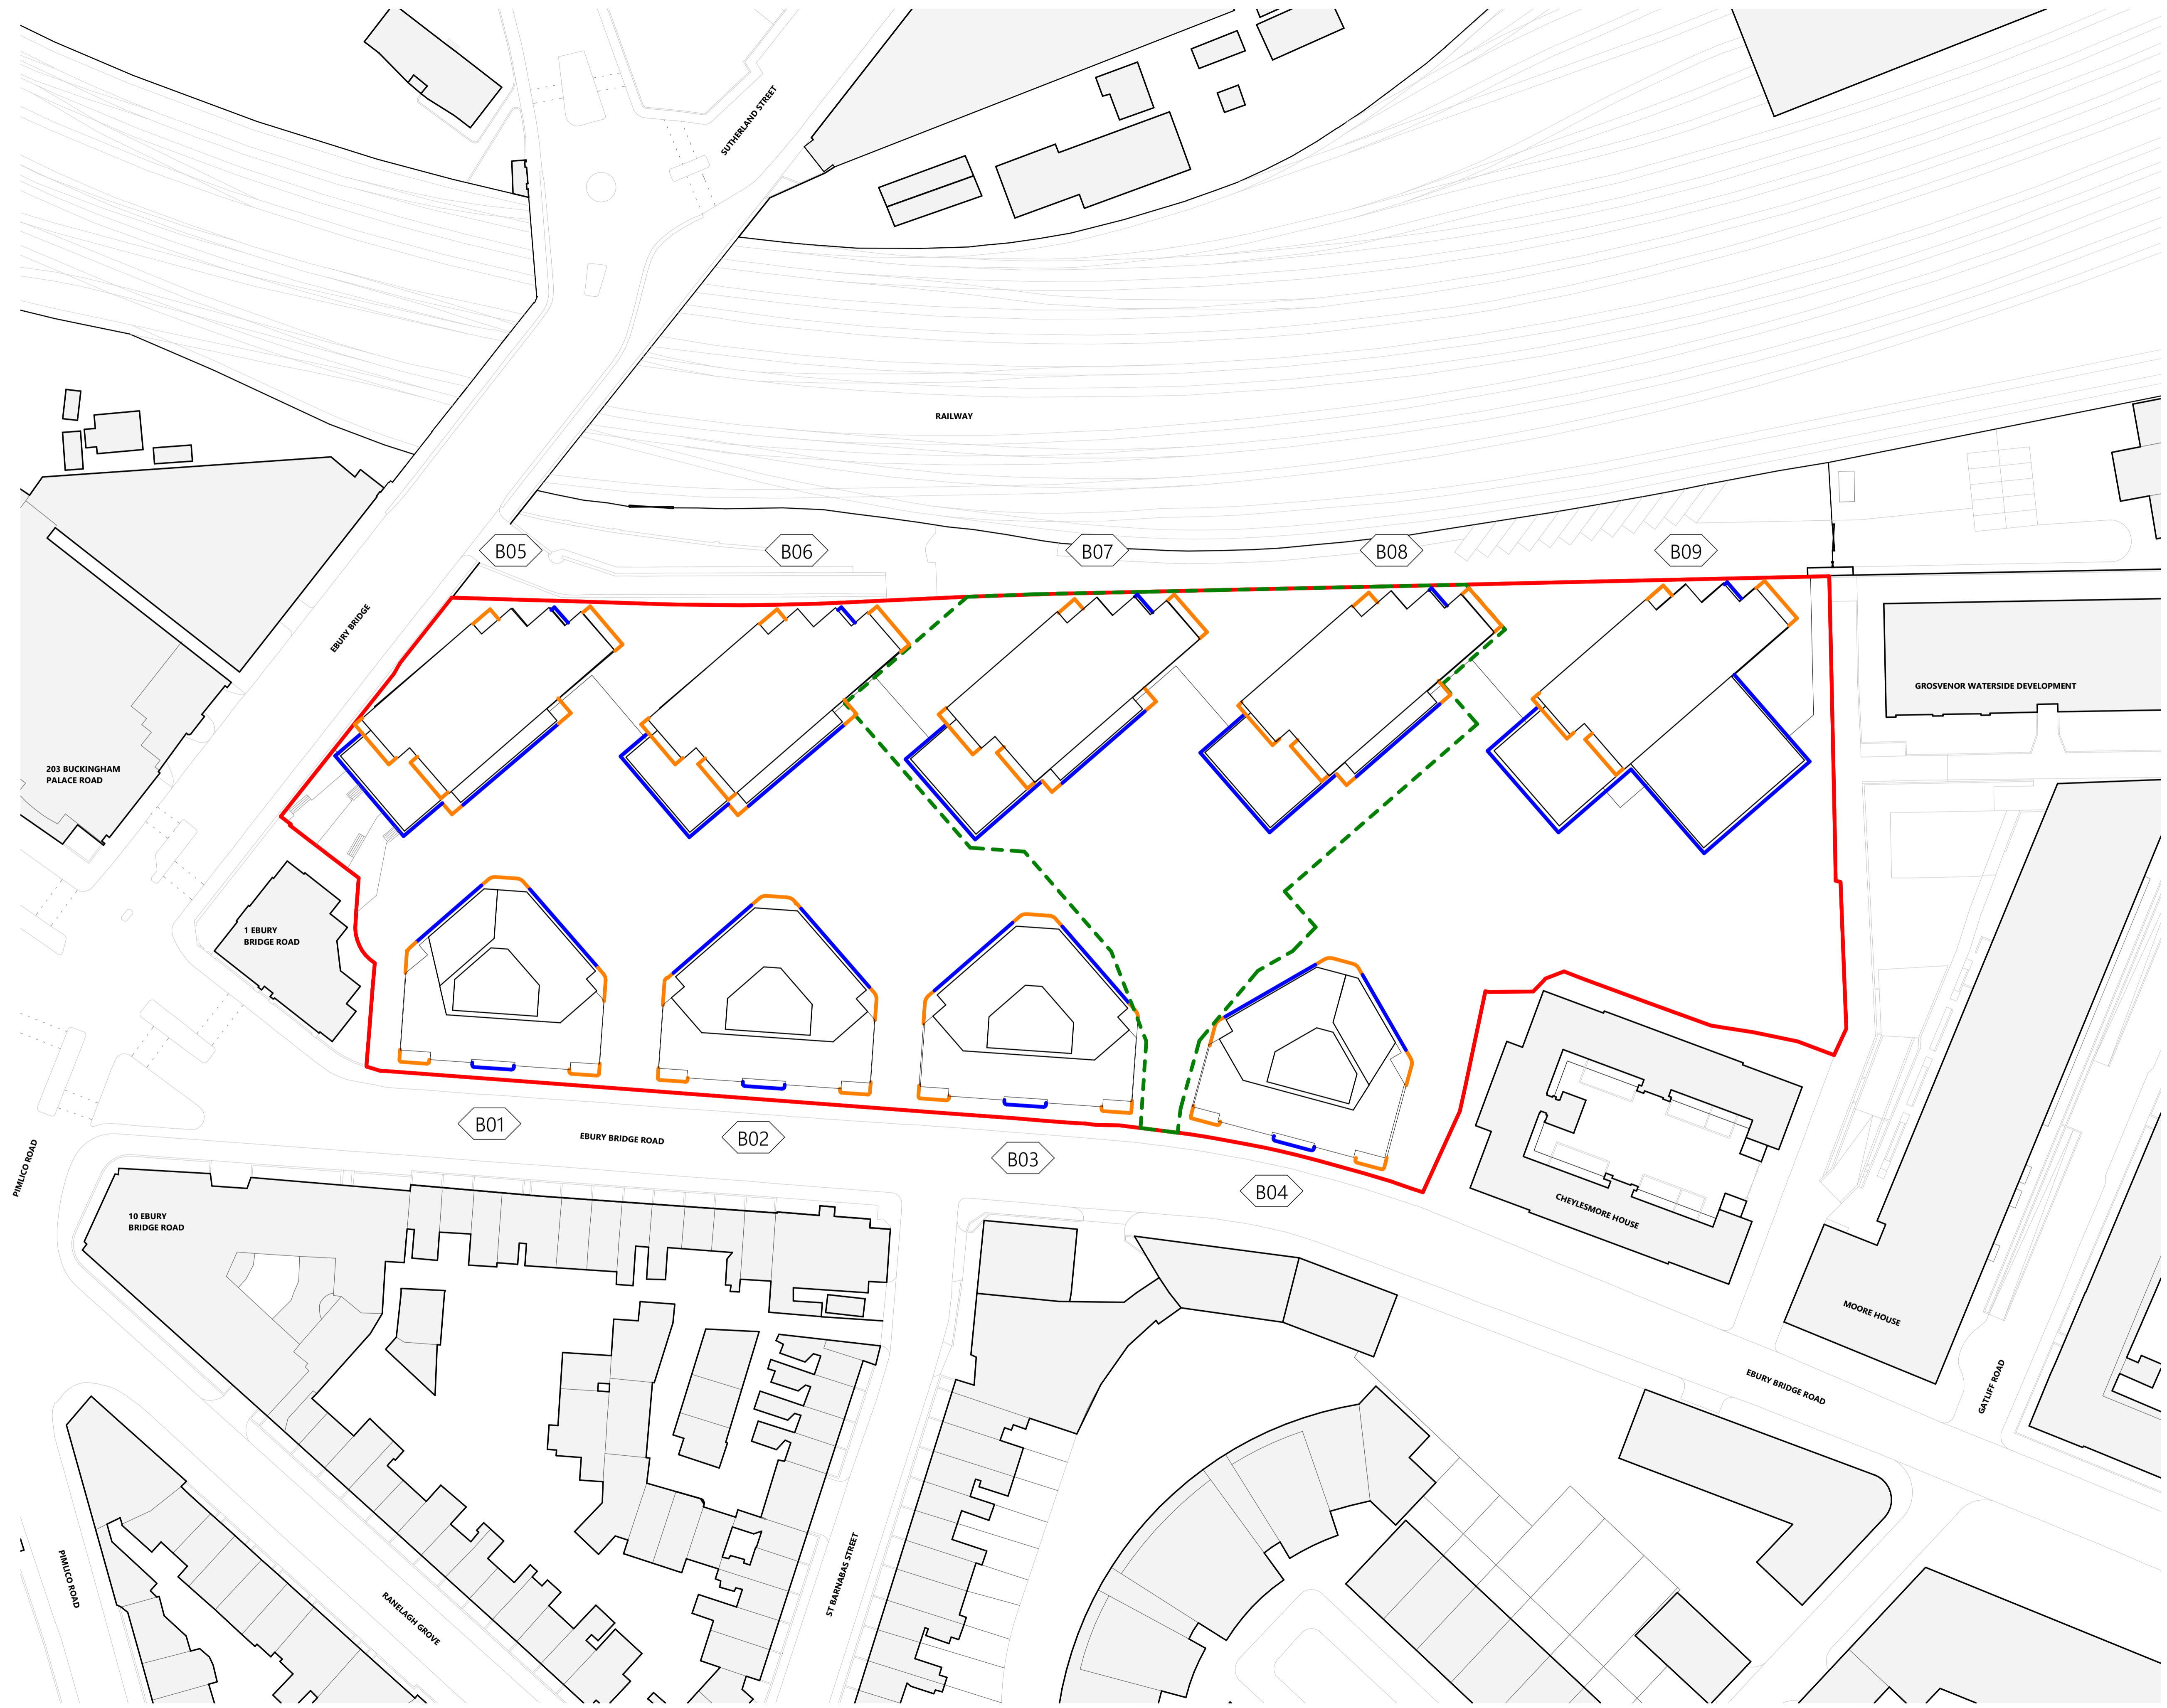 SUTHERLAND STREET
RAILWAY
B05
B06
B07
B08
B09
EBURY BRIDGE
GROSVENOR WATERSIDE DEVELOPMENT
203 BUCKINGHAM
PALACE ROAD
1 EBURY
BRIDGE ROAD
B01
B02
B03
B04
EBURY BRIDGE ROAD
PIMLICO ROAD
10 EBURY
BRIDGE ROAD
CHEYLESMORE HOUSE
MOORE HOUSE
EBURY BRIDGE ROAD
GATLIFF ROAD
PIMLICO ROAD
RANELAGH GROVE
ST BARNABAS STREET